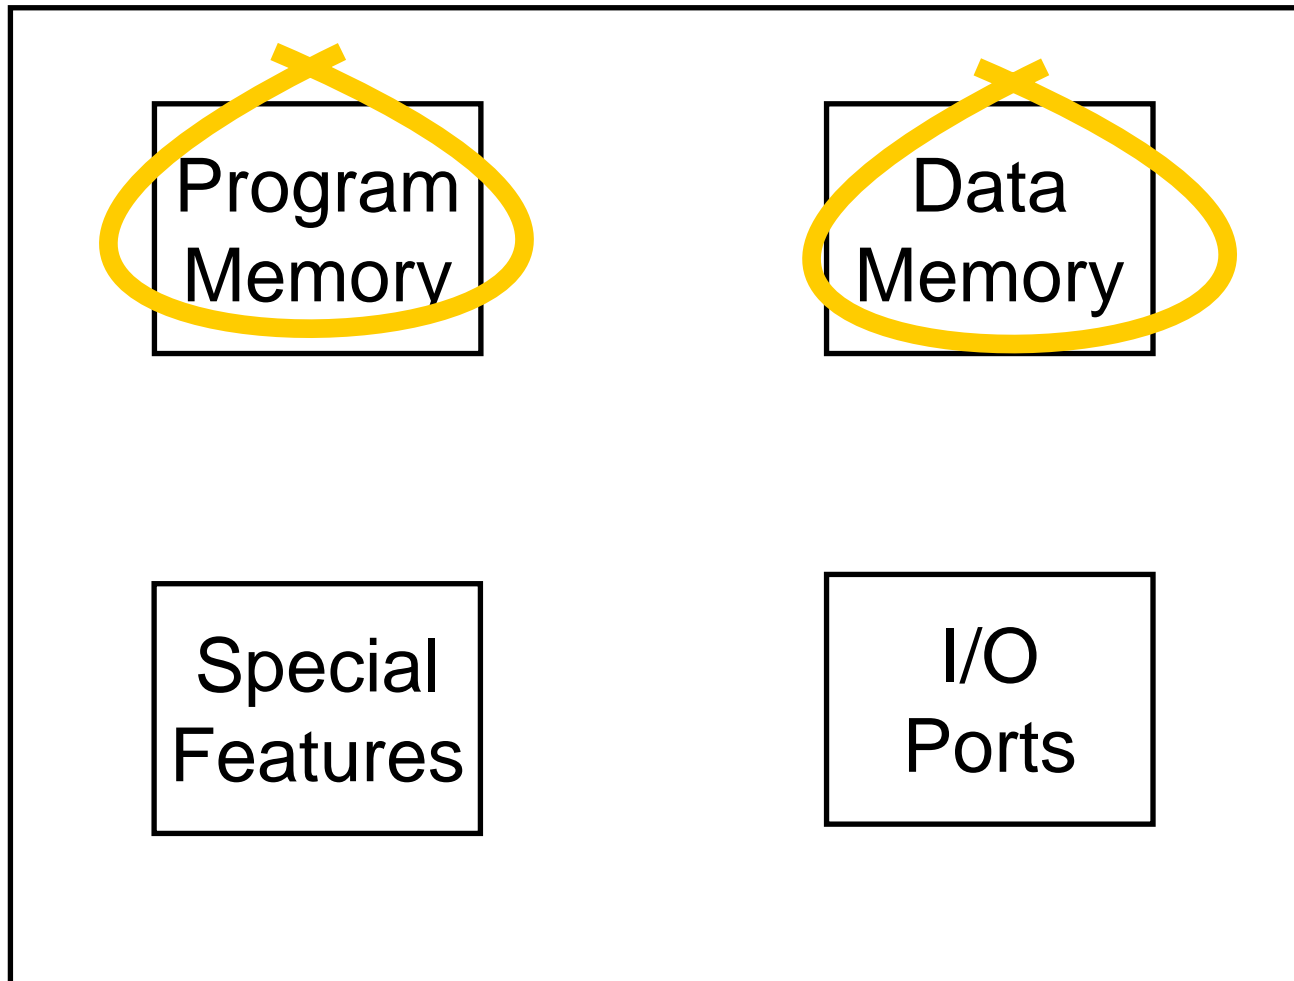 Program
Memory
Data
Memory
Special
Features
I/O
Ports